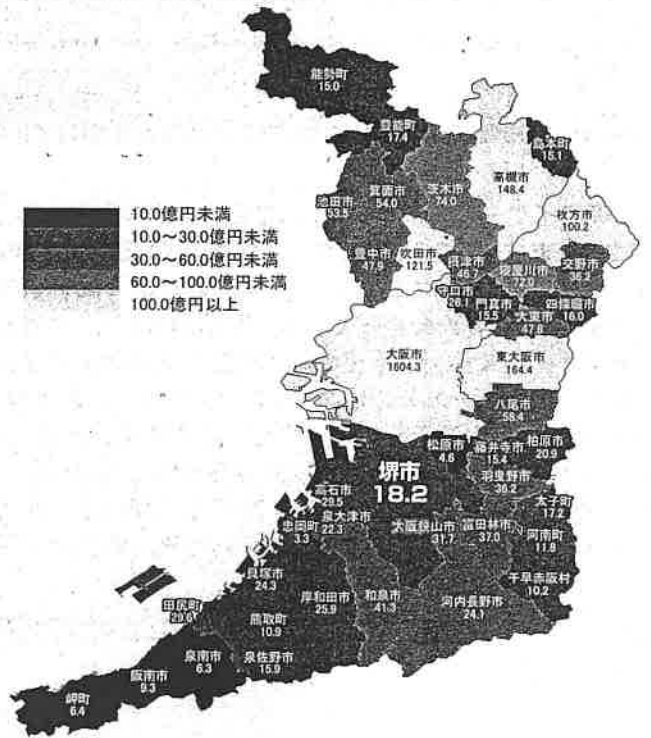 能勢町
15.0
豊能町
17.4
島本町
15.1
高槻市
148.4
茨木市
74.0
箕面市
54.0
池田市
53.5
枚方市
100.2
10.0億円未満
10.0～30.0億円未満
30.0～60.0億円未満
60.0～100.0億円未満
100.0億円以上
豊中市
47.9
吹田市
121.5
摂津市
46.7
寝屋川市
交野市
守口市
26.1
門真市
15.5
四條畷市
16.0
大東市
47.8
大阪市
1604.3
東大阪市
164.4
八尾市
58.4
松原市
4.6
藤井寺市
15.4
柏原市
20.9
堺市
18.2
羽曳野市
36.2
高石市
29.5
太子町
17.2
泉大津市
22.3
忠岡町
3.3
大阪狭山市
31.7
富田林市
37.0
河南町
11.8
千早赤阪村
10.2
貝塚市
24.3
岸和田市
25.9
和泉市
41.3
河内長野市
24.1
田尻町
29.6
熊取町
10.9
泉南市
6.3
泉佐野市
15.9
阪南市
9.3
岬町
6.4